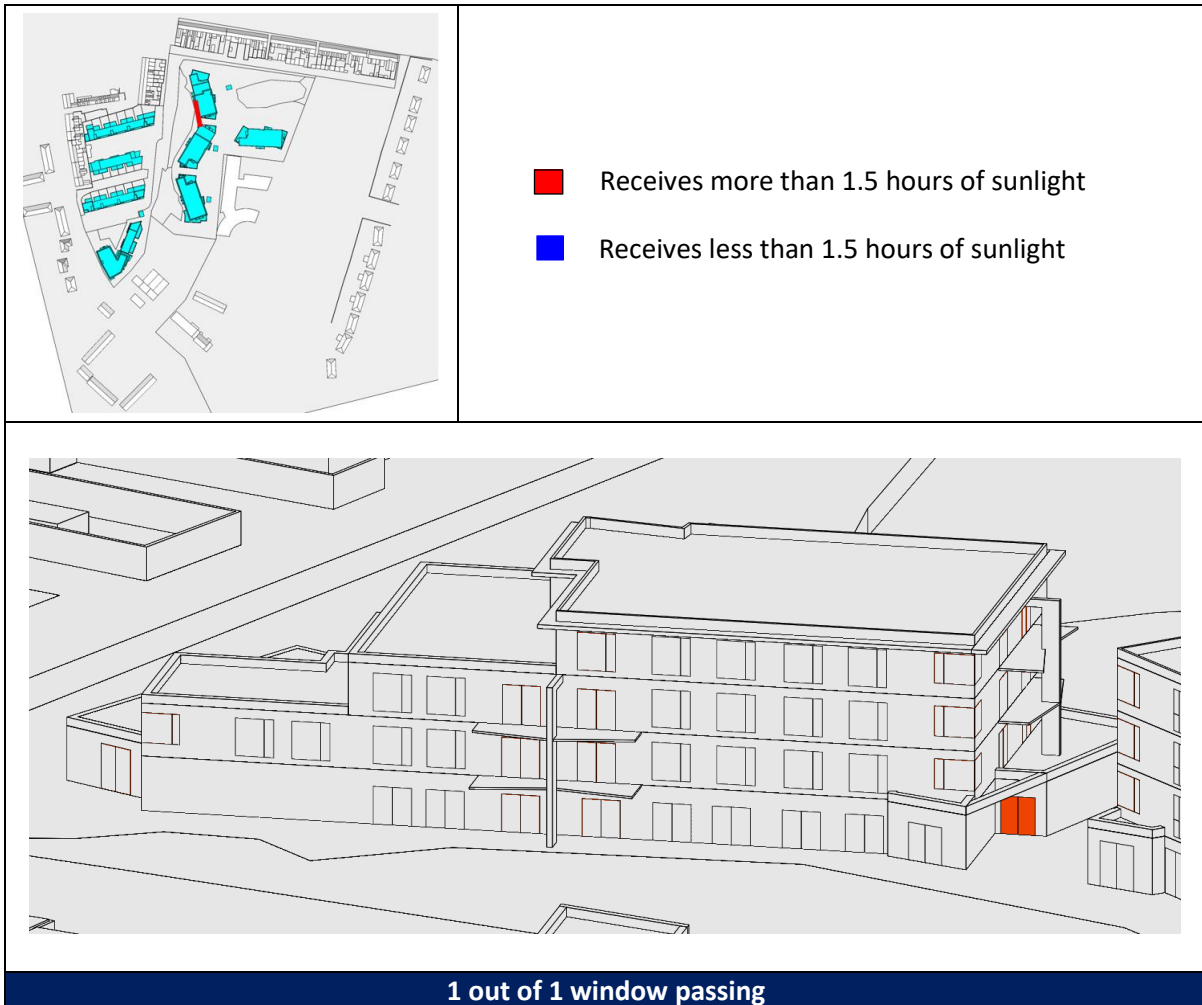 Receives more than 1.5 hours of sunlight
Receives less than 1.5 hours of sunlight
1 out of 1 window passing